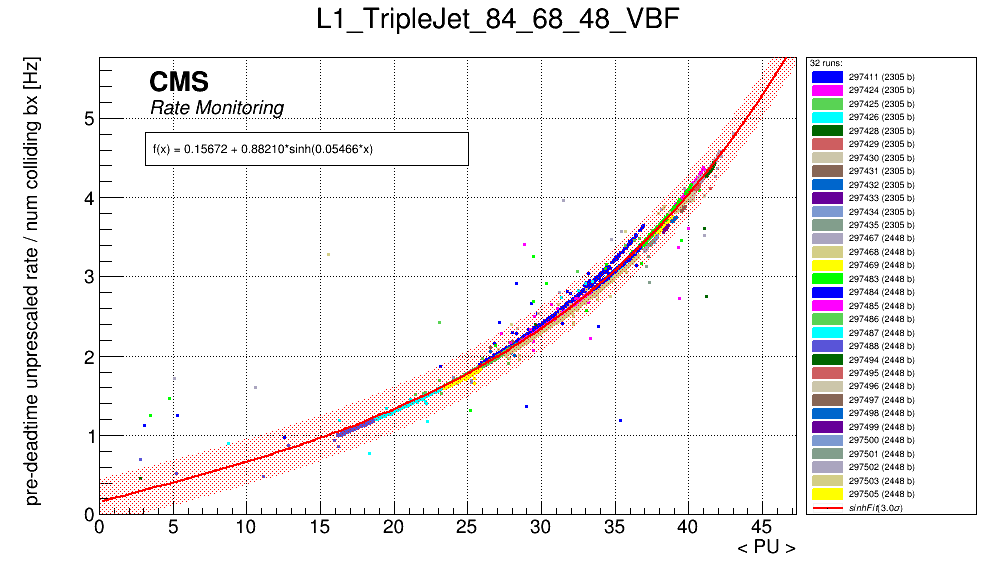 L1_TripleJet_84_68_48_VBF
pre-deadtime unprescaled rate / num colliding bx [Hz]
CMS
Rate Monitoring
f(x) = 0.15672 + 0.88210*sinh(0.05466*x)
5
4
3
2
1
0
0 5 10 15 20 25 30 35 40 45
< PU >
32 runs:
297411 (2305 b)
297424 (2305 b)
297425 (2305 b)
297426 (2305 b)
297428 (2305 b)
297429 (2305 b)
297430 (2305 b)
297431 (2305 b)
297432 (2305 b)
297433 (2305 b)
297434 (2305 b)
297435 (2305 b)
297467 (2448 b)
297468 (2448 b)
297469 (2448 b)
297483 (2448 b)
297484 (2448 b)
297485 (2448 b)
297486 (2448 b)
297487 (2448 b)
297488 (2448 b)
297494 (2448 b)
297495 (2448 b)
297496 (2448 b)
297497 (2448 b)
297498 (2448 b)
297499 (2448 b)
297500 (2448 b)
297501 (2448 b)
297502 (2448 b)
297503 (2448 b)
297505 (2448 b)
sinhFit(3.0σ)